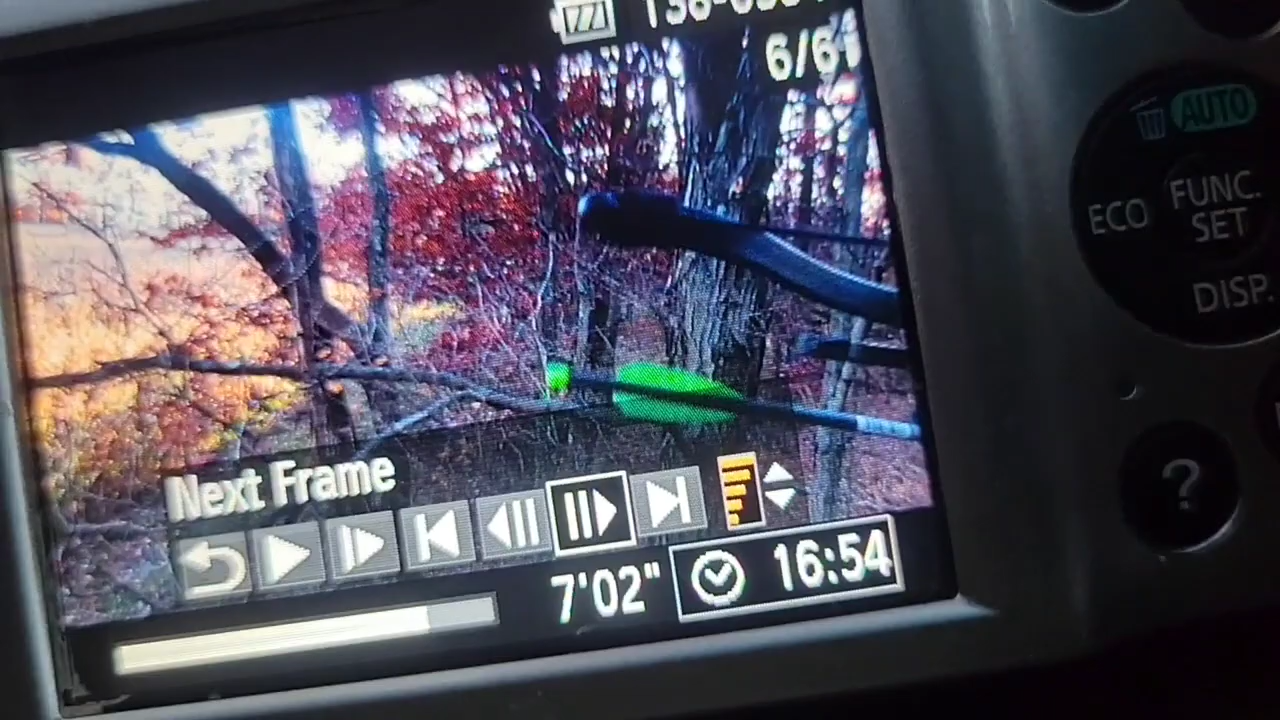 6/61
AUTO
ECO
FUNC.
SET
DISP.
Next Frame
?
7'02"
16:54